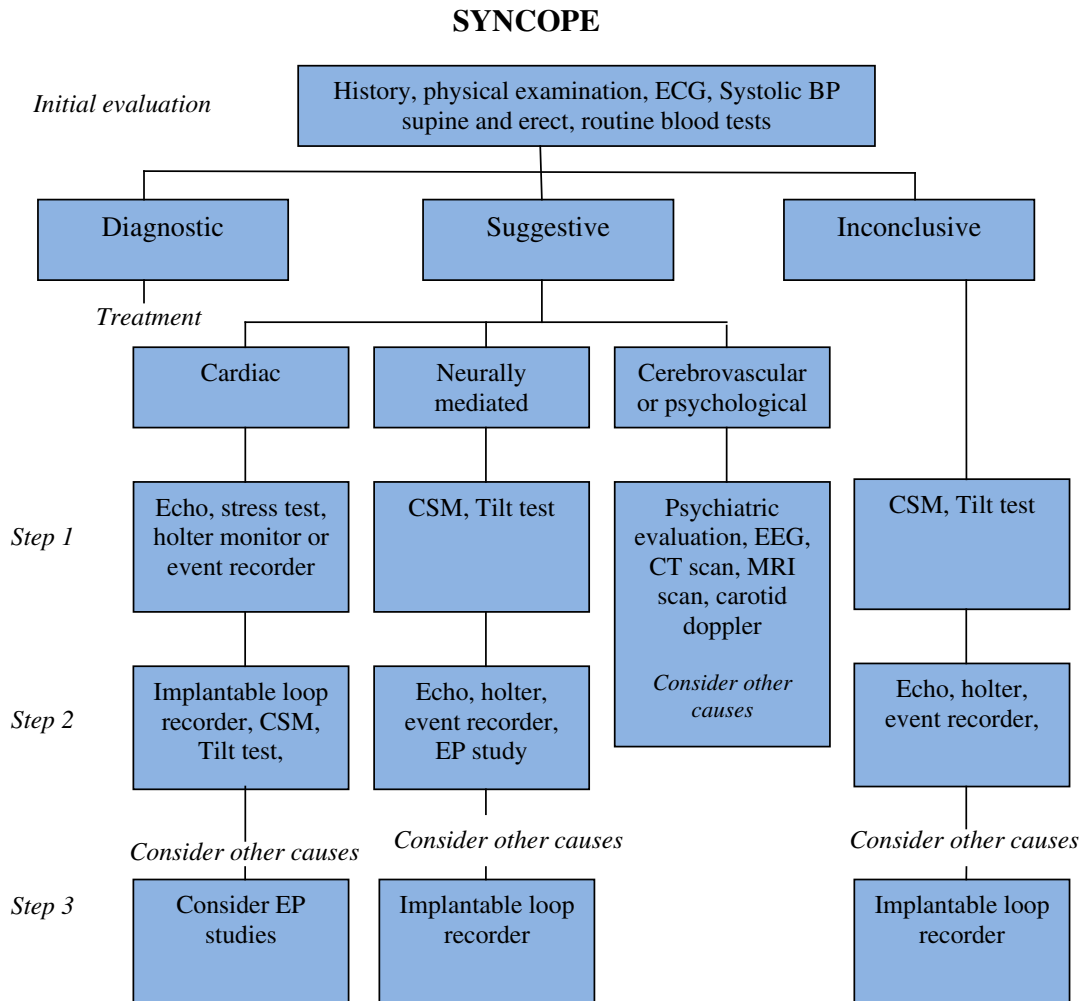 SYNCOPE
Initial evaluation
History, physical examination, ECG, Systolic BP
supine and erect, routine blood tests
Diagnostic
Suggestive
Inconclusive
Treatment
Cardiac
Neurally
mediated
Cerebrovascular
or psychological
Step 1
Echo, stress test,
holter monitor or
event recorder
CSM, Tilt test
Psychiatric
evaluation, EEG,
CT scan, MRI
scan, carotid
doppler
Consider other
causes
CSM, Tilt test
Step 2
Implantable loop
recorder, CSM,
Tilt test,
Echo, holter,
event recorder,
EP study
Echo, holter,
event recorder,
Consider other causes
Consider other causes
Consider other causes
Step 3
Consider EP
studies
Implantable loop
recorder
Implantable loop
recorder